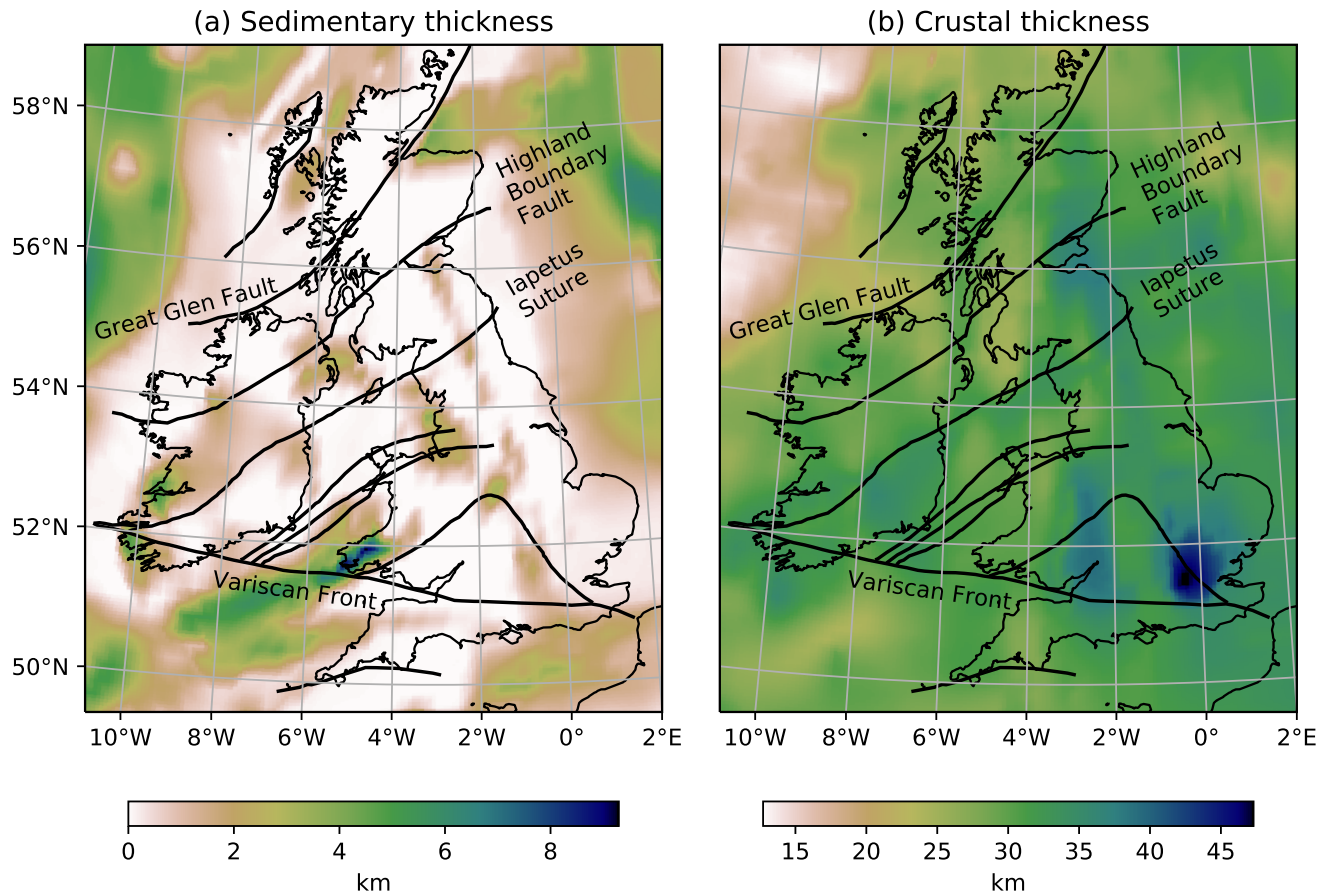 (a) Sedimentary thickness
58°N
56°N
54°N
52°N
50°N
Highland
Boundary
Fault
Iapetus
Suture
Great Glen Fault
Variscan Front
10°W 8°W 6°W 4°W 2°W 0° 2°E
0 2 4 6 8
km
(b) Crustal thickness
Highland
Boundary
Fault
Iapetus
Suture
Great Glen Fault
Variscan Front
10°W 8°W 6°W 4°W 2°W 0° 2°E
15 20 25 30 35 40 45
km